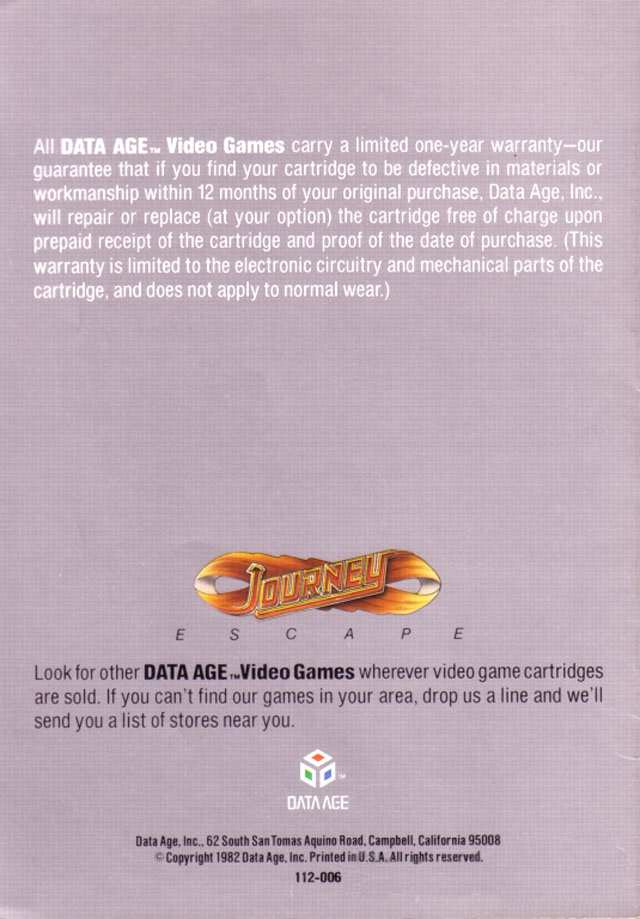 All DATA AGE™ Video Games carry a limited one-year warranty—our
guarantee that if you find your cartridge to be defective in materials or
workmanship within 12 months of your original purchase, Data Age, Inc.,
will repair or replace (at your option) the cartridge free of charge upon
prepaid receipt of the cartridge and proof of the date of purchase. (This
warranty is limited to the electronic circuitry and mechanical parts of the
cartridge, and does not apply to normal wear.)
JOURNEY
ESCAPE
Look for other DATA AGE™ Video Games wherever video game cartridges
are sold. If you can't find our games in your area, drop us a line and we'll
send you a list of stores near you.
TM
DATA AGE
Data Age, Inc., 62 South San Tomas Aquino Road, Campbell, California 95008
© Copyright 1982 Data Age, Inc. Printed in U.S.A. All rights reserved.
112-006